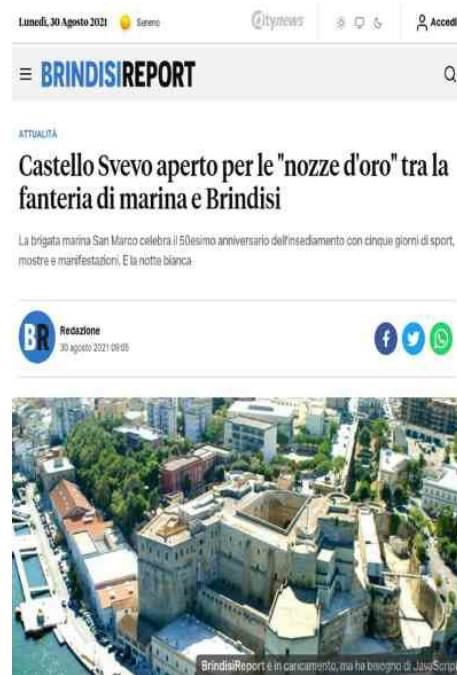 Lunedì, 30 Agosto 2021 Sereno Citynews Accedi
BRINDISIREPORT
ATTUALITÀ
Castello Svevo aperto per le "nozze d'oro" tra la
fanteria di marina e Brindisi
La brigata marina San Marco celebra il 50esimo anniversario dell'insediamento con cinque giorni di sport,
mostre e manifestazioni. E la notte bianca
BR
Redazione
30 agosto 2021 09:05
BrindisiReport è in caricamento, ma ha bisogno di JavaScript